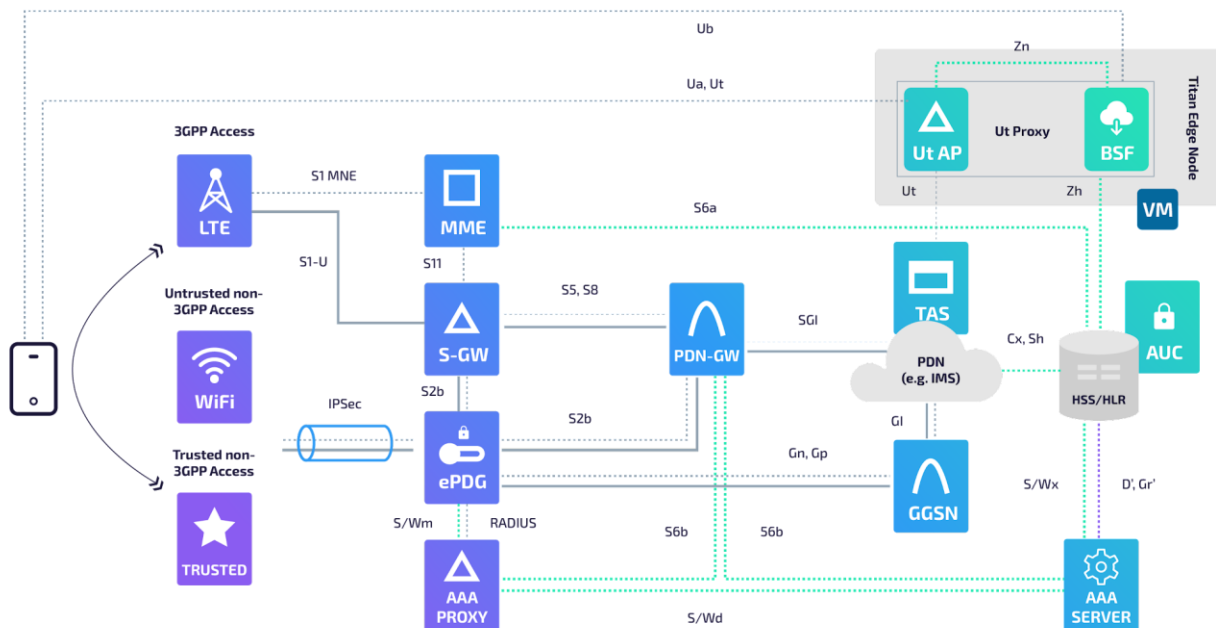 Ub
Zn
Ua, Ut
Titan Edge Node
Ut Proxy
Ut AP
BSF
3GPP Access
S1 MNE
LTE
MME
Ut
Zh
VM
S6a
S1-U
S11
Untrusted non-
3GPP Access
S5, S8
S-GW
PDN-GW
SGI
TAS
Cx, Sh
AUC
PDN
(e.g. IMS)
HSS/HLR
WiFi
S2b
IPSec
S2b
GI
Trusted non-
3GPP Access
ePDG
Gn, Gp
GGSN
S/Wx
D', Gr'
TRUSTED
S/Wm
RADIUS
S6b
S6b
AAA
PROXY
S/Wd
AAA
SERVER